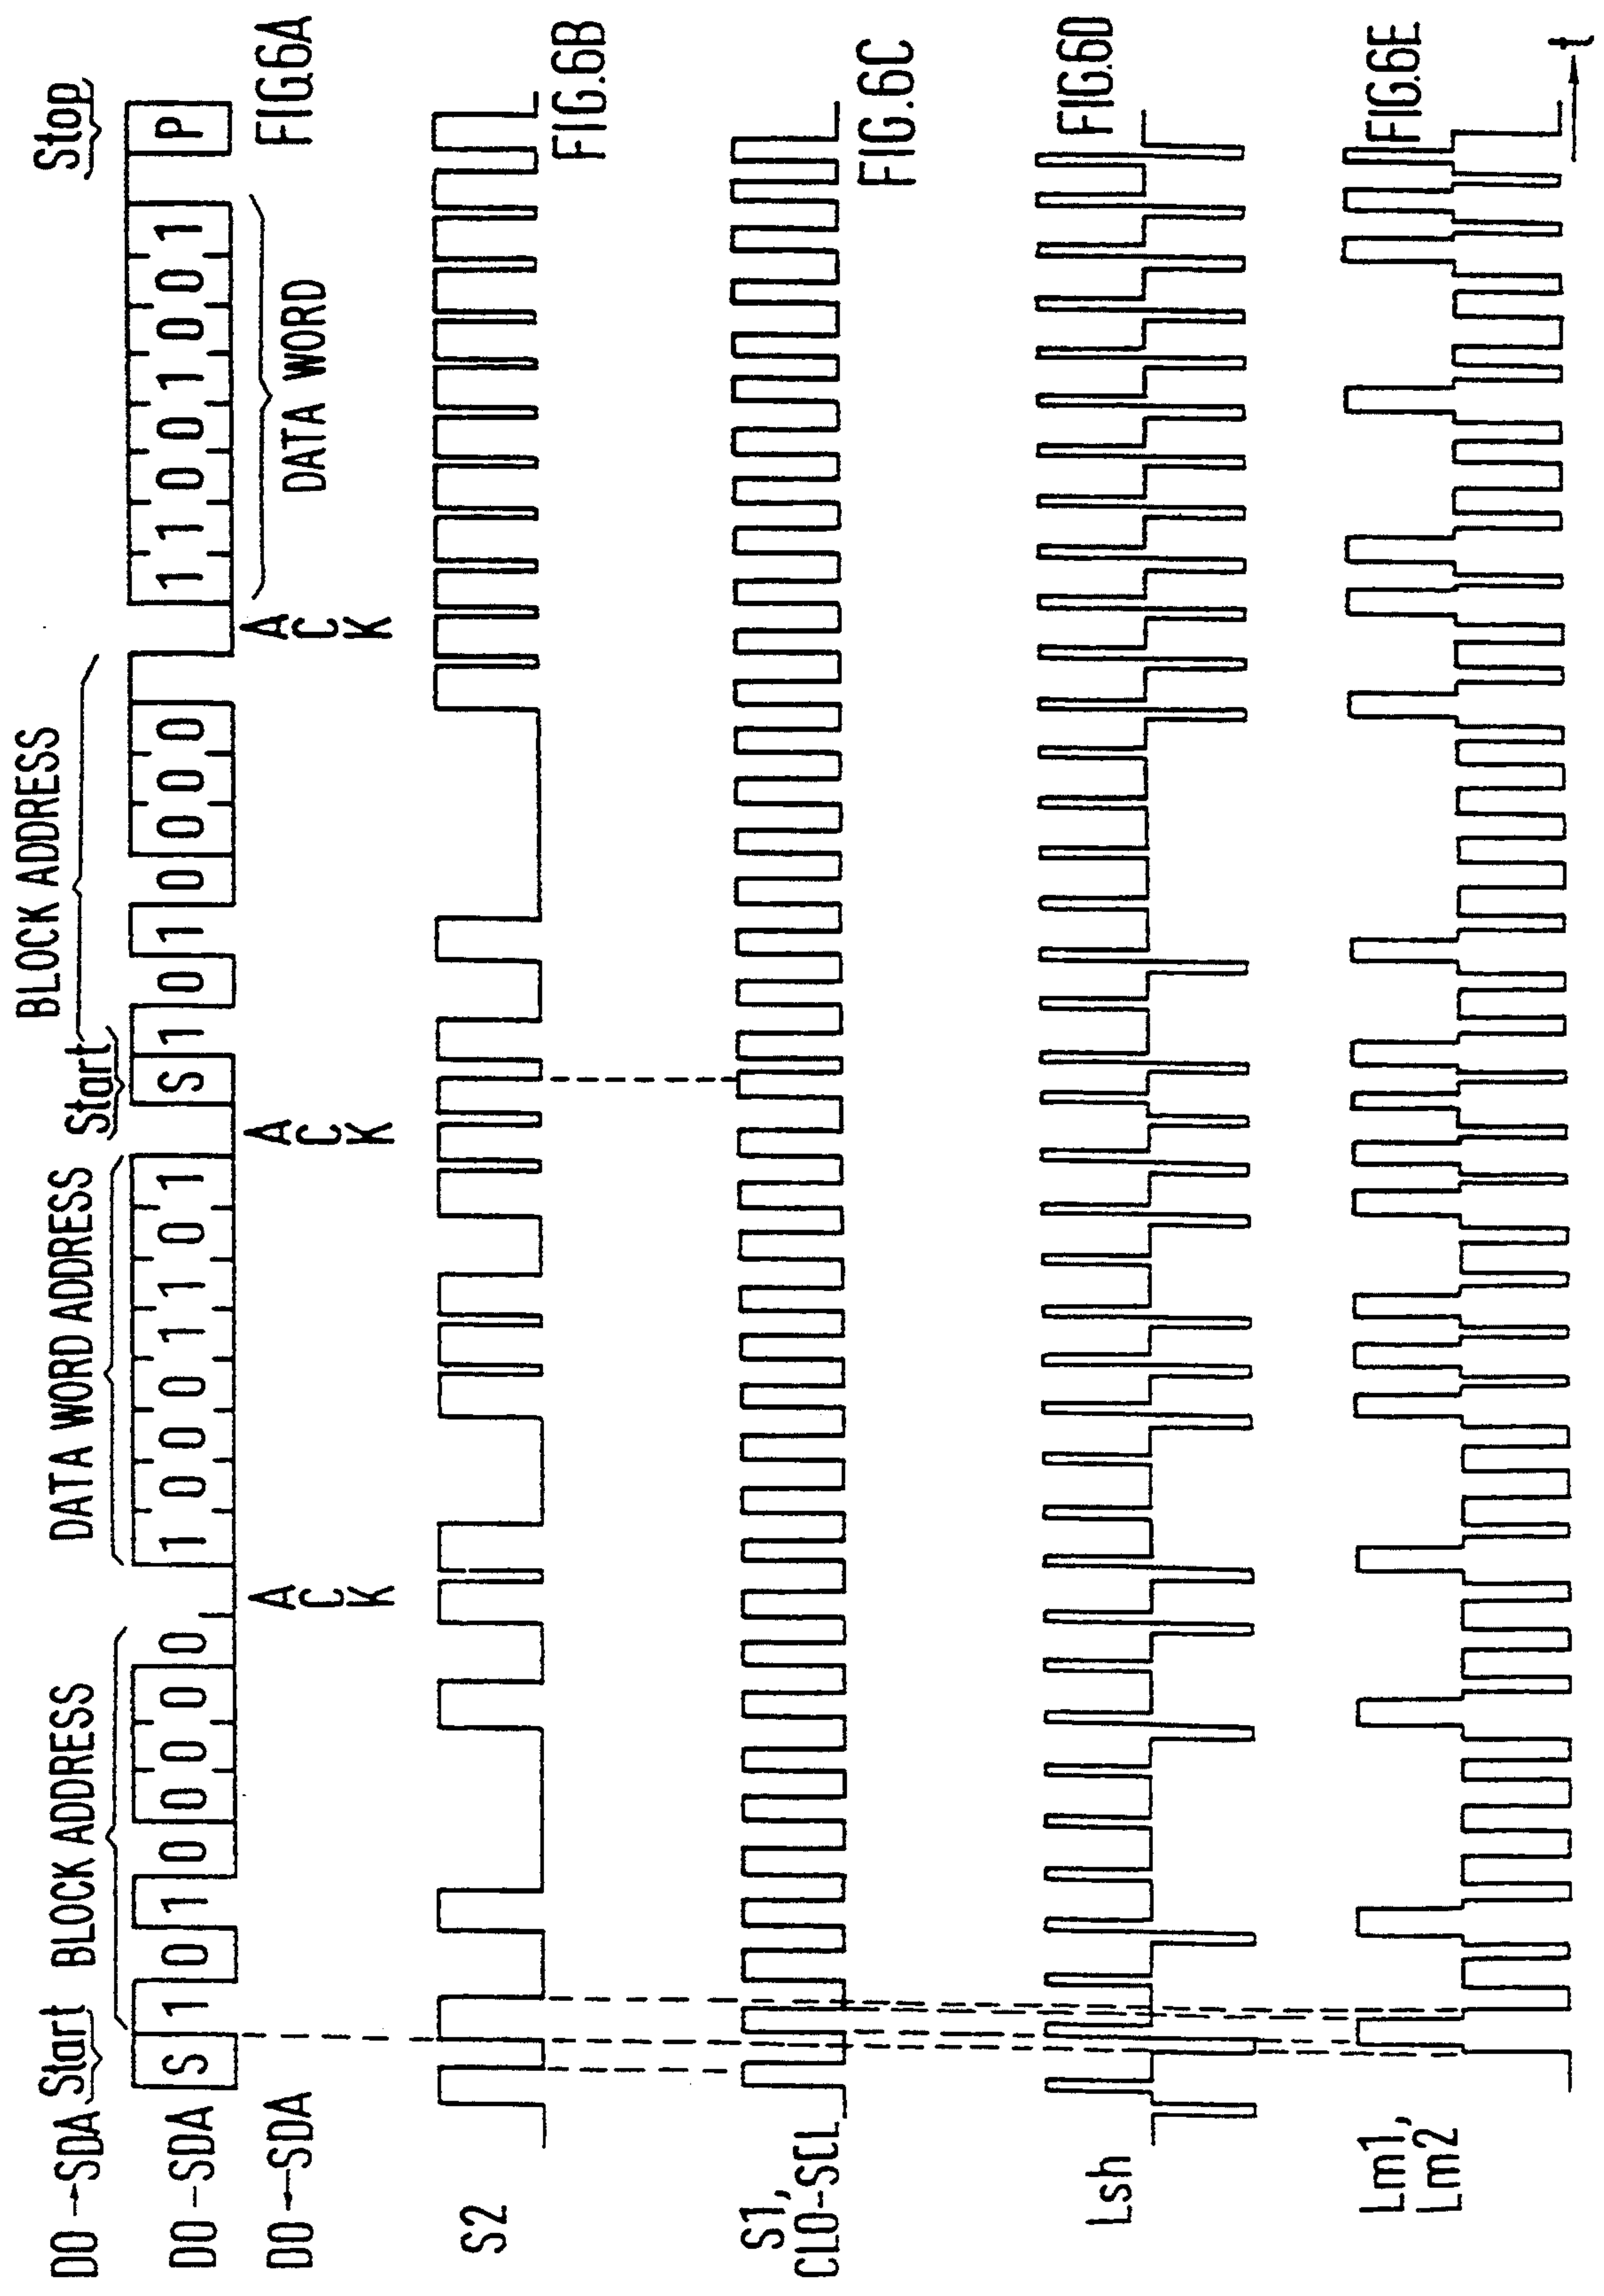 DO→SDA Start BLOCK ADDRESS DATA WORD ADDRESS Start BLOCK ADDRESS Stop
DO-SDA S 1 0 1 0 0 0 0 0 1 0 0 0 1 1 0 1 S 1 0 1 0 0 0 0 1 1 0 0 1 0 0 1 P
DO←SDA ACK ACK ACK DATA WORD FIG.6A
S2 FIG.6B
S1,
CLO-SCL FIG.6C
Lsh FIG.6D
Lm1,
Lm2 FIG.6E
t